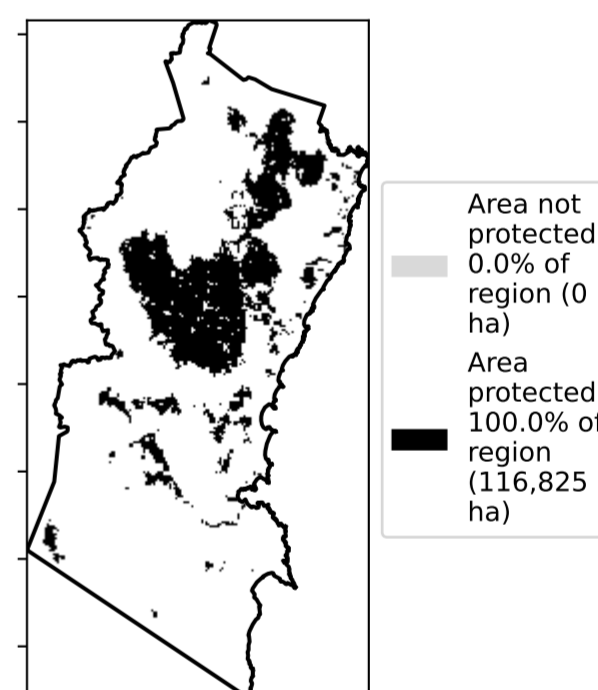 Area not
protected
0.0% of
region (0
ha)
Area
protected
100.0% of
region
(116,825
ha)